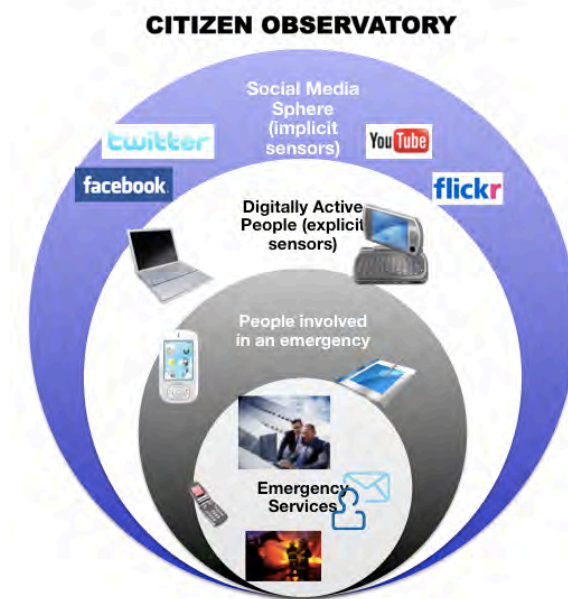 CITIZEN OBSERVATORY
Social Media
Sphere
(implicit
sensors)
twitter
YouTube
facebook
flickr
Digitally Active
People (explicit
sensors)
People involved
in an emergency
Emergency
Services